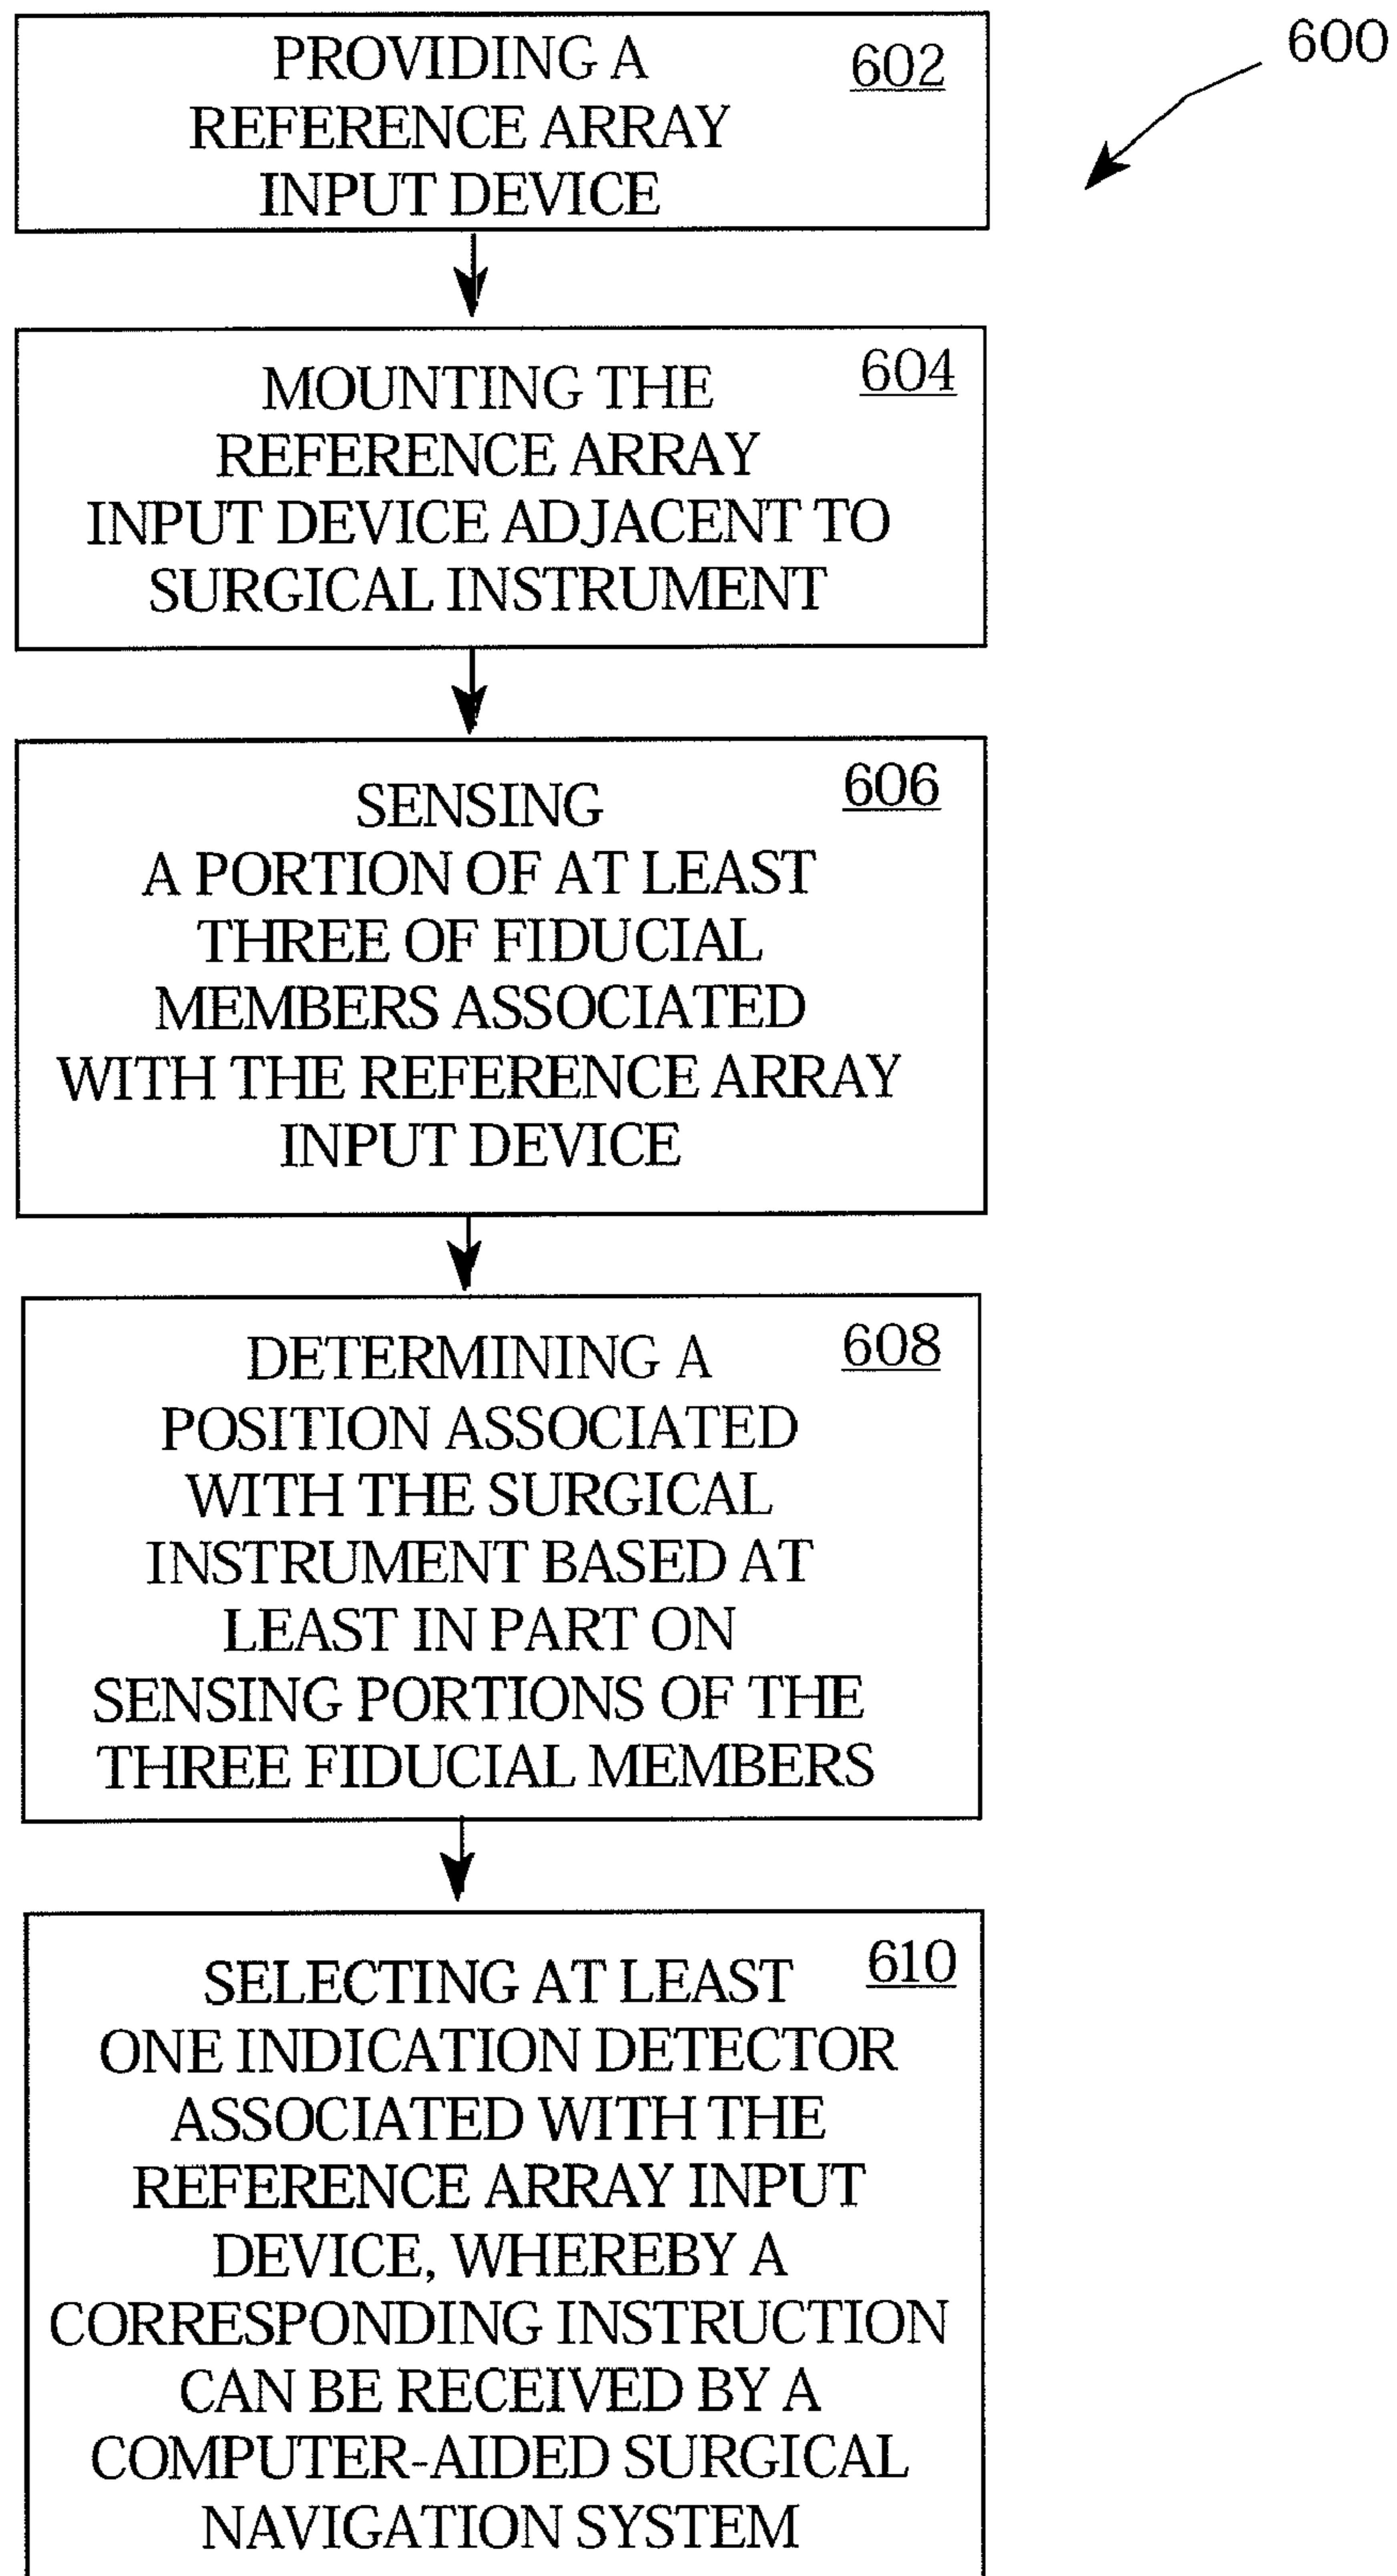 600
PROVIDING A 602
REFERENCE ARRAY
INPUT DEVICE
MOUNTING THE 604
REFERENCE ARRAY
INPUT DEVICE ADJACENT TO
SURGICAL INSTRUMENT
SENSING 606
A PORTION OF AT LEAST
THREE OF FIDUCIAL
MEMBERS ASSOCIATED
WITH THE REFERENCE ARRAY
INPUT DEVICE
DETERMINING A 608
POSITION ASSOCIATED
WITH THE SURGICAL
INSTRUMENT BASED AT
LEAST IN PART ON
SENSING PORTIONS OF THE
THREE FIDUCIAL MEMBERS
SELECTING AT LEAST 610
ONE INDICATION DETECTOR
ASSOCIATED WITH THE
REFERENCE ARRAY INPUT
DEVICE, WHEREBY A
CORRESPONDING INSTRUCTION
CAN BE RECEIVED BY A
COMPUTER-AIDED SURGICAL
NAVIGATION SYSTEM